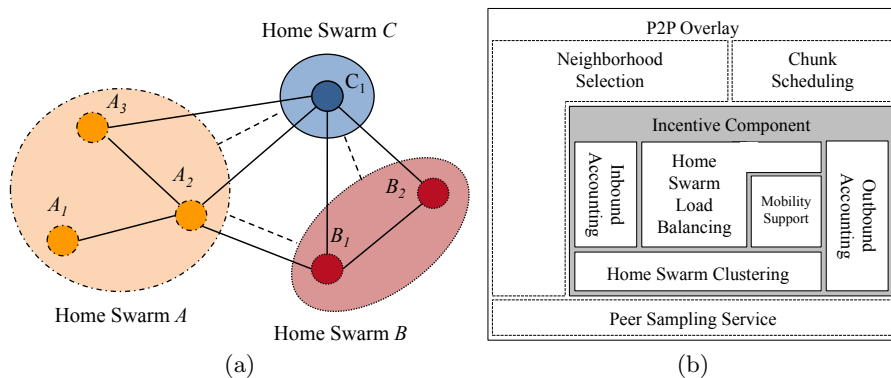 Home Swarm C
C1
A3
A2
A1
B2
B1
Home Swarm A
Home Swarm B
(a)
P2P Overlay
Neighborhood
Selection
Chunk
Scheduling
Incentive Component
Inbound
Accounting
Home
Swarm
Load
Balancing
Mobility
Support
Outbound
Accounting
Home Swarm Clustering
Peer Sampling Service
(b)